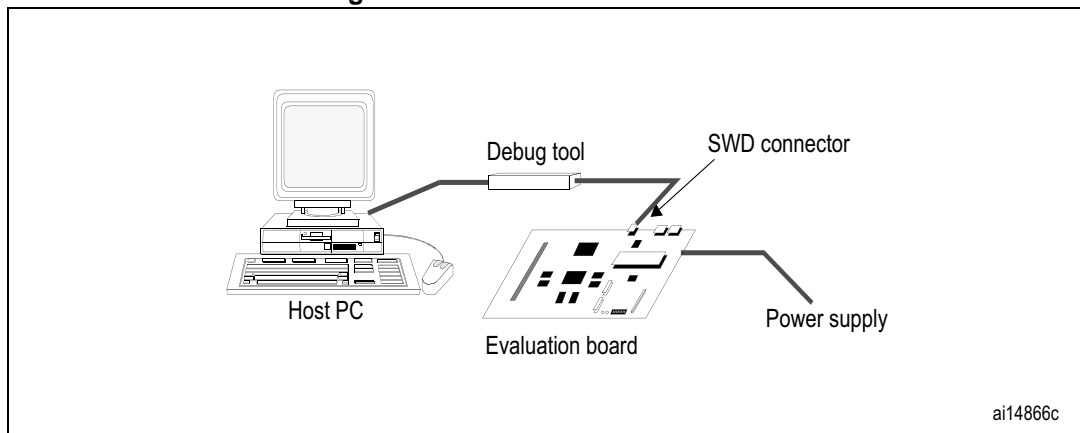 SWD connector
Debug tool
Host PC
Power supply
Evaluation board
ai14866c